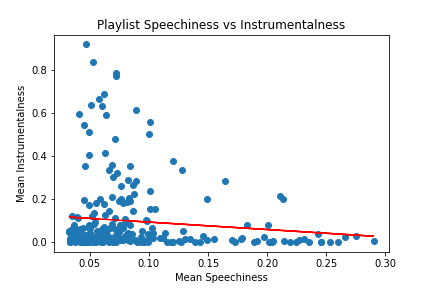 Playlist Speechiness vs Instrumentalness
Mean Instrumentalness
0.8
0.6
0.4
0.2
0.0
0.05 0.10 0.15 0.20 0.25 0.30
Mean Speechiness